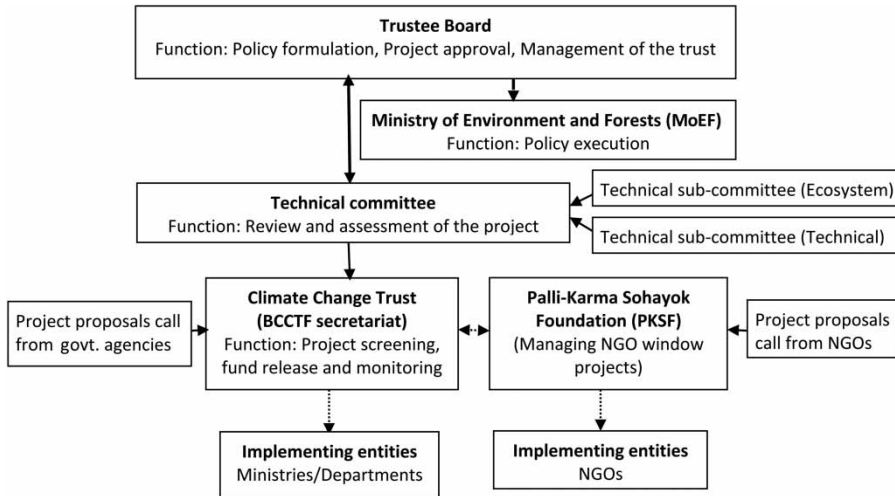 Trustee Board
Function: Policy formulation, Project approval, Management of the trust
Ministry of Environment and Forests (MoEF)
Function: Policy execution
Technical committee
Function: Review and assessment of the project
Technical sub-committee (Ecosystem)
Technical sub-committee (Technical)
Project proposals call
from govt. agencies
Climate Change Trust
(BCCTF secretariat)
Function: Project screening,
fund release and monitoring
Palli-Karma Sohayok
Foundation (PKSF)
(Managing NGO window
projects)
Project proposals
call from NGOs
Implementing entities
Ministries/Departments
Implementing entities
NGOs